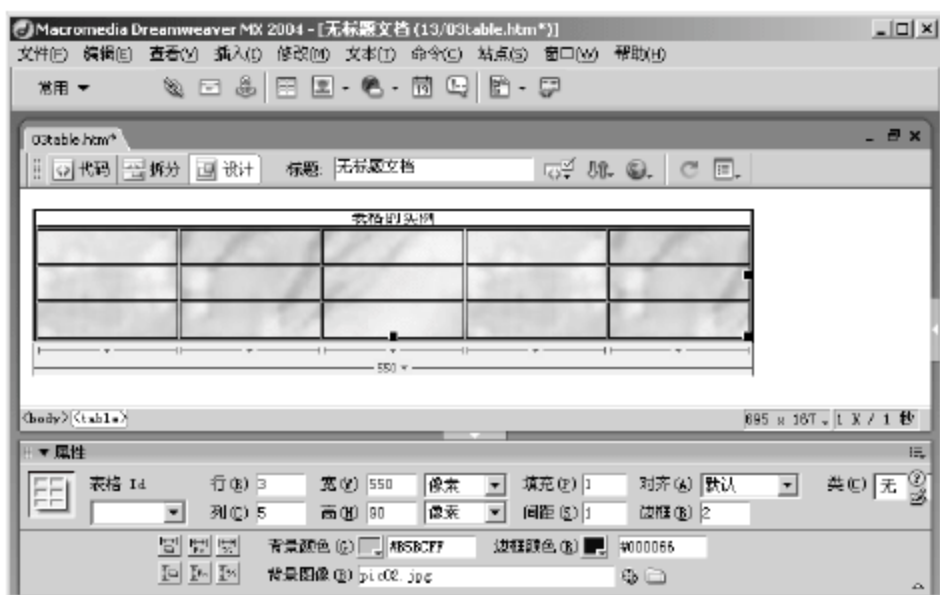 Macromedia Dreamweaver MX 2004 - [无标题文档 (13/03table.htm*)]
文件(F) 编辑(E) 查看(V) 插入(I) 修改(M) 文本(T) 命令(C) 站点(S) 窗口(W) 帮助(H)
常用
03table.htm*
代码 拆分 设计 标题: 无标题文档
表格的实例
550
<body> <table> 695 x 167 1 K / 1 秒
属性
表格 Id 行(R) 3 宽(W) 550 像素 填充(P) 1 对齐(A) 默认 类(C) 无
列(C) 5 高(H) 90 像素 间距(S) 1 边框(B) 2
背景颜色(G) #B5BCFF 边框颜色(R) #000066
背景图像(B) pic02.jpg